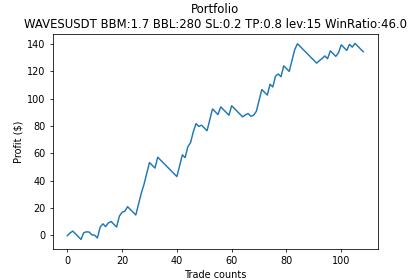 Portfolio
WAVESUSDT BBM:1.7 BBL:280 SL:0.2 TP:0.8 lev:15 WinRatio:46.0
140
120
100
80
60
40
20
0
Profit ($)
0 20 40 60 80 100
Trade counts